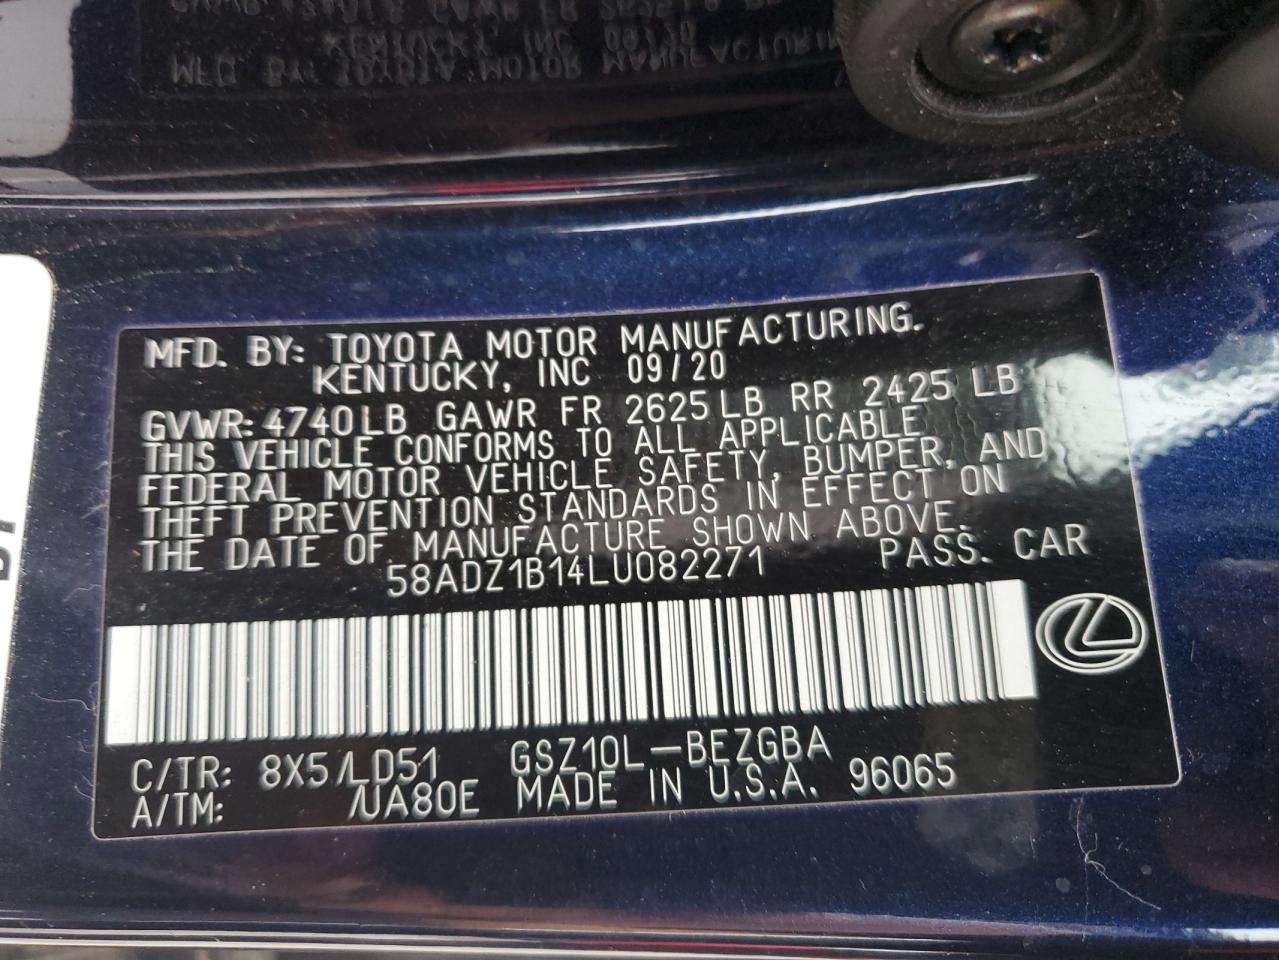 MFD. BY: TOYOTA MOTOR MANUFACTURING.
KENTUCKY, INC 09/20
GVWR: 4740LB GAWR FR 2625LB RR 2425 LB
THIS VEHICLE CONFORMS TO ALL APPLICABLE
FEDERAL MOTOR VEHICLE SAFETY, BUMPER, AND
THEFT PREVENTION STANDARDS IN EFFECT ON
THE DATE OF MANUFACTURE SHOWN ABOVE.
58ADZ1B14LU082271 PASS. CAR
C/TR: 8X5/LD51 GSZ10L-BEZGBA
A/TM: /UA80E MADE IN U.S.A. 96065